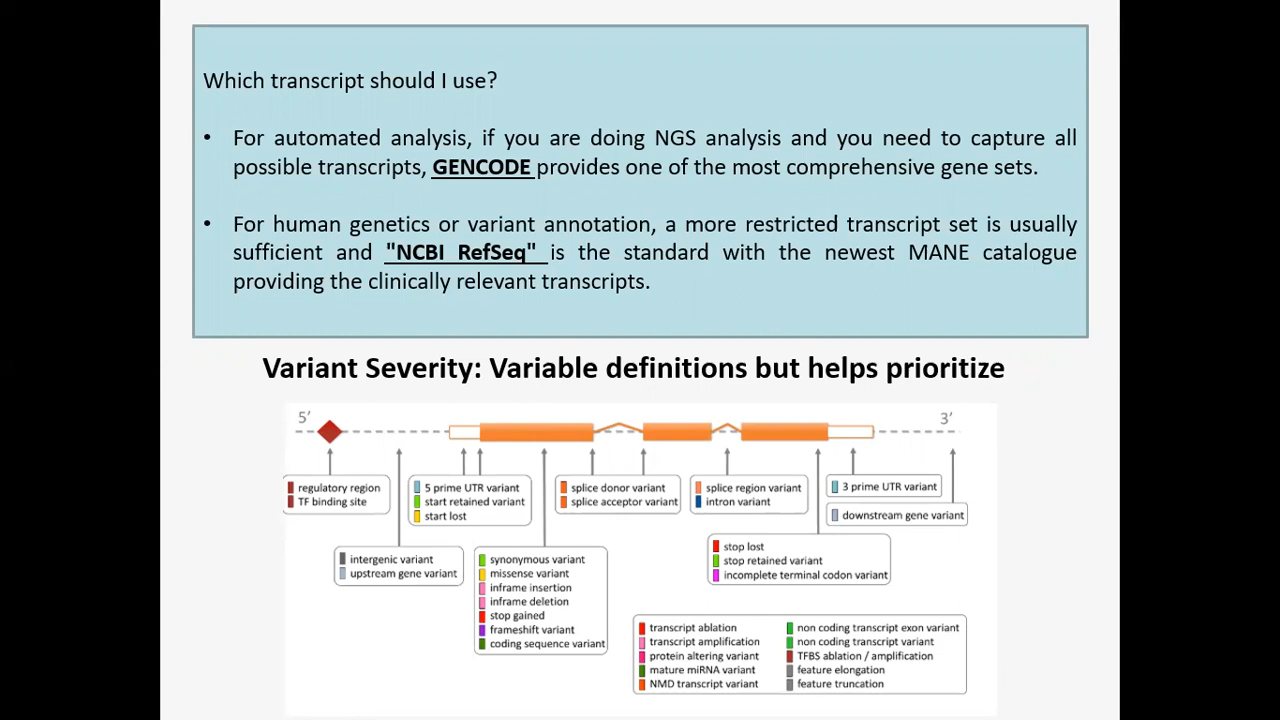 Which transcript should I use?
• For automated analysis, if you are doing NGS analysis and you need to capture all
possible transcripts, GENCODE provides one of the most comprehensive gene sets.
• For human genetics or variant annotation, a more restricted transcript set is usually
sufficient and "NCBI RefSeq" is the standard with the newest MANE catalogue
providing the clinically relevant transcripts.
Variant Severity: Variable definitions but helps prioritize
5′
3′
regulatory region
TF binding site
intergenic variant
upstream gene variant
5 prime UTR variant
start retained variant
start lost
synonymous variant
missense variant
inframe insertion
inframe deletion
stop gained
frameshift variant
coding sequence variant
splice donor variant
splice acceptor variant
splice region variant
intron variant
stop lost
stop retained variant
incomplete terminal codon variant
3 prime UTR variant
downstream gene variant
transcript ablation
transcript amplification
protein altering variant
mature miRNA variant
NMD transcript variant
non coding transcript exon variant
non coding transcript variant
TFBS ablation / amplification
feature elongation
feature truncation